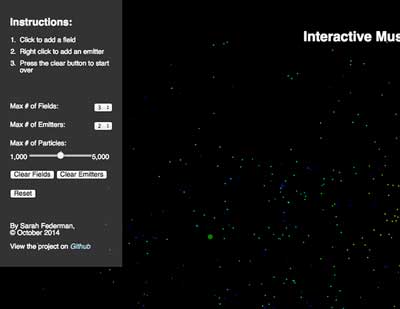 Instructions:
1. Click to add a field
2. Right click to add an emitter
3. Press the clear button to start
over
Interactive Mus
Max # of Fields: 3
Max # of Emitters: 2
Max # of Particles:
1,000 5,000
Clear Fields Clear Emitters
Reset
By Sarah Federman,
© October 2014
View the project on Github